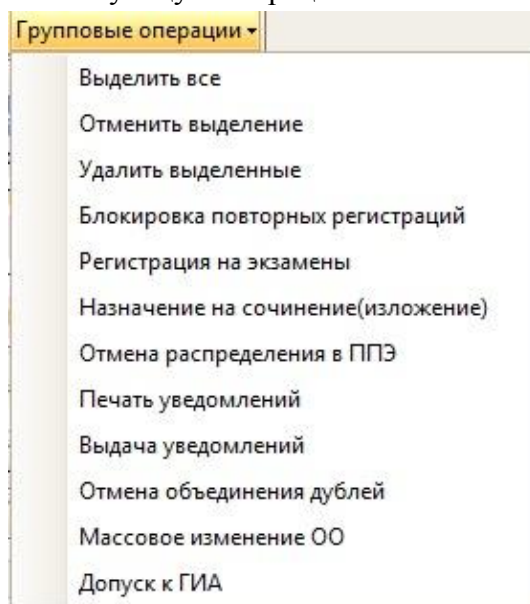 Групповые операции
Выделить все
Отменить выделение
Удалить выделенные
Блокировка повторных регистраций
Регистрация на экзамены
Назначение на сочинение(изложение)
Отмена распределения в ППЭ
Печать уведомлений
Выдача уведомлений
Отмена объединения дублей
Массовое изменение ОО
Допуск к ГИА